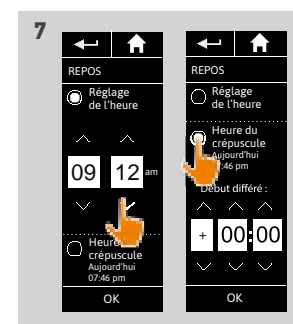 7
REPOS
Réglage
de l'heure
09 12 am
Heure
crépuscule
Aujourd'hui
07:46 pm
OK
REPOS
Réglage
de l'heure
Heure du
crépuscule
Aujourd'hui
07:46 pm
Début différé :
+ 00:00
OK